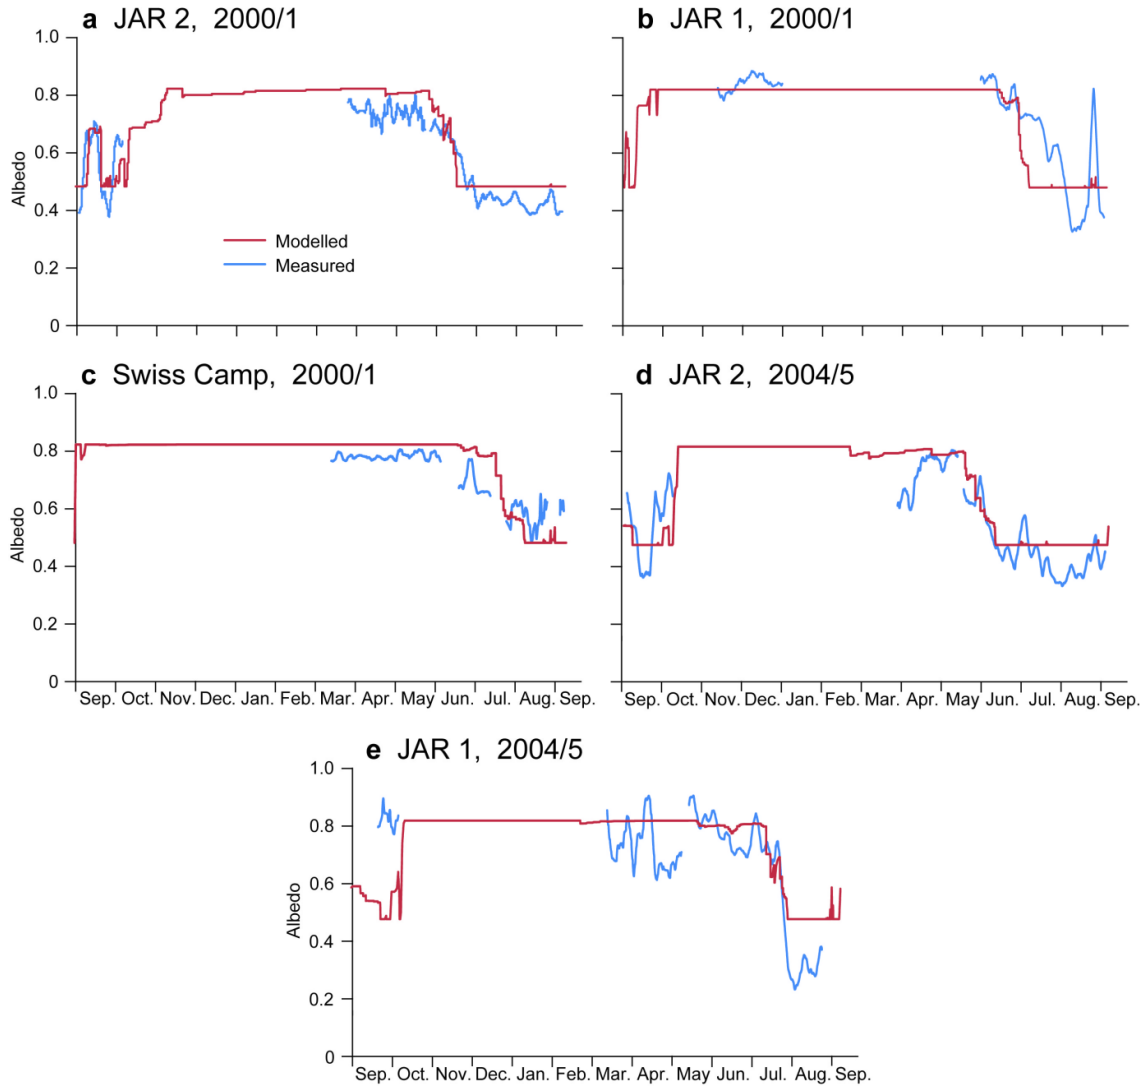 a JAR 2, 2000/1
b JAR 1, 2000/1
1.0
0.8
0.6
0.4
0.2
0
Albedo
Modelled
Measured
c Swiss Camp, 2000/1
d JAR 2, 2004/5
1.0
0.8
0.6
0.4
0.2
0
Albedo
Sep. Oct. Nov. Dec. Jan. Feb. Mar. Apr. May Jun. Jul. Aug. Sep.
Sep. Oct. Nov. Dec. Jan. Feb. Mar. Apr. May Jun. Jul. Aug. Sep.
e JAR 1, 2004/5
1.0
0.8
0.6
0.4
0.2
0
Albedo
Sep. Oct. Nov. Dec. Jan. Feb. Mar. Apr. May Jun. Jul. Aug. Sep.